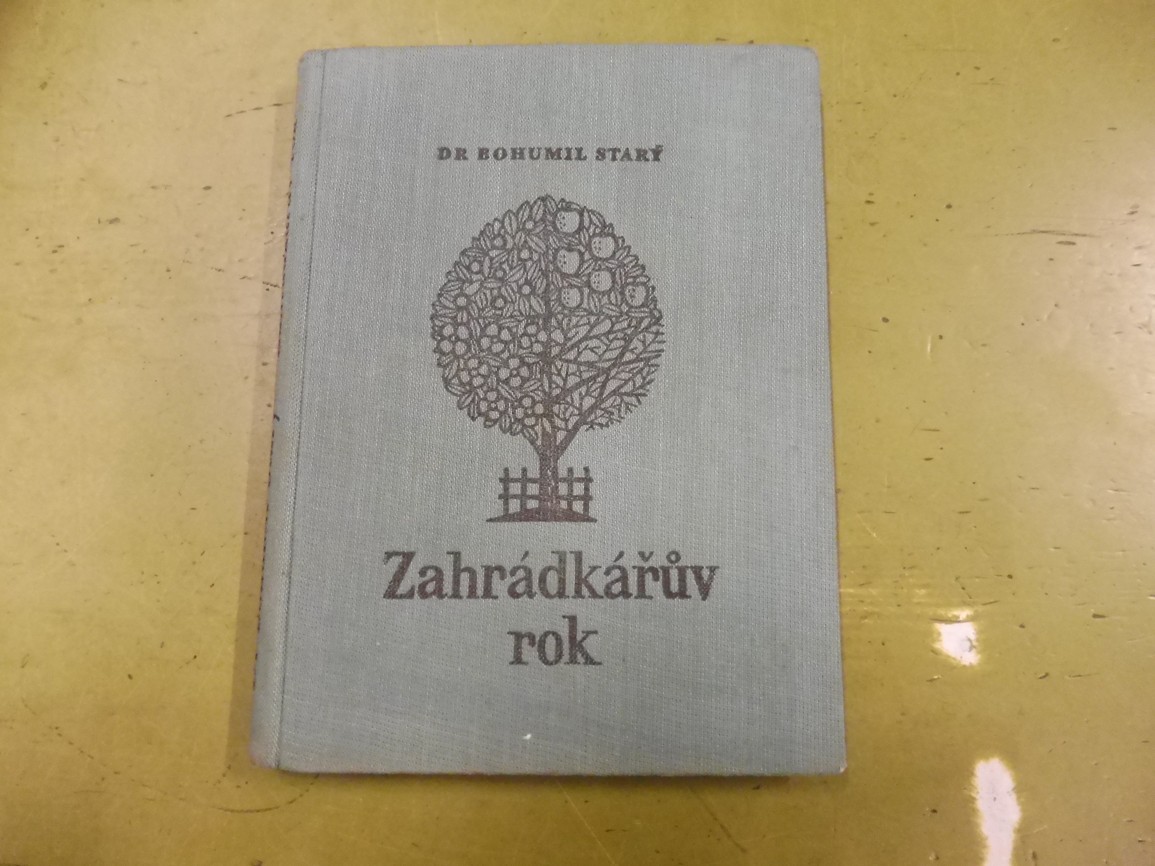 DR BOHUMIL STARÝ
Zahrádkářův
rok